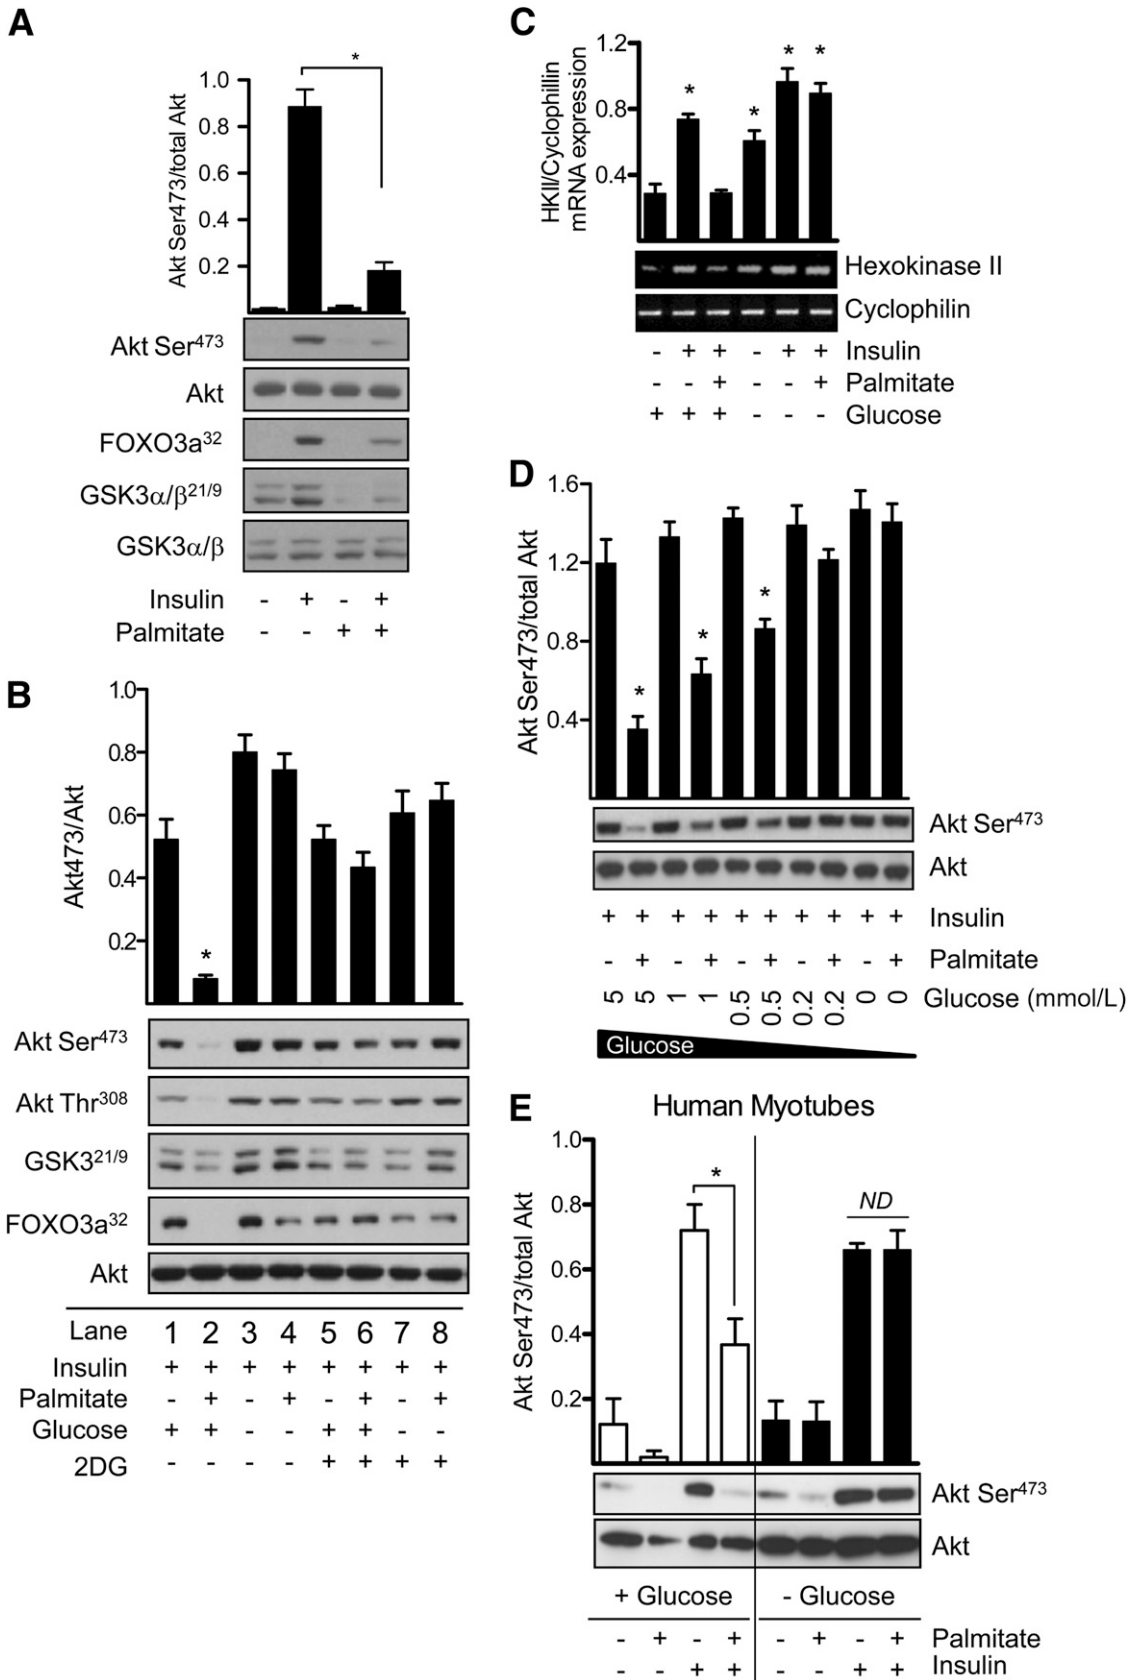 A
*
1.0
0.8
0.6
0.4
0.2
Akt Ser473/total Akt
Akt Ser473
Akt
FOXO3a32
GSK3α/β21/9
GSK3α/β
Insulin - + - +
Palmitate - - + +
B
1.0
0.8
0.6
0.4
0.2
Akt473/Akt
*
Akt Ser473
Akt Thr308
GSK321/9
FOXO3a32
Akt
Lane 1 2 3 4 5 6 7 8
Insulin + + + + + + + +
Palmitate - + - + - + - +
Glucose + + - - + + - -
2DG - - - - + + + +
C
1.2
0.8
0.4
HKII/Cyclophillin
mRNA expression
* * * *
Hexokinase II
Cyclophilin
- + + - + + Insulin
- - + - - + Palmitate
+ + + - - - Glucose
D
1.6
1.2
0.8
0.4
Akt Ser473/total Akt
* * *
Akt Ser473
Akt
+ + + + + + + + + + Insulin
- + - + - + - + - + Palmitate
5 5 1 1 0.5 0.5 0.2 0.2 0 0 Glucose (mmol/L)
Glucose
E
Human Myotubes
1.0
0.8
0.6
0.4
0.2
Akt Ser473/total Akt
*
ND
Akt Ser473
Akt
+ Glucose - Glucose
- + - + - + - + Palmitate
- - + + - - + + Insulin